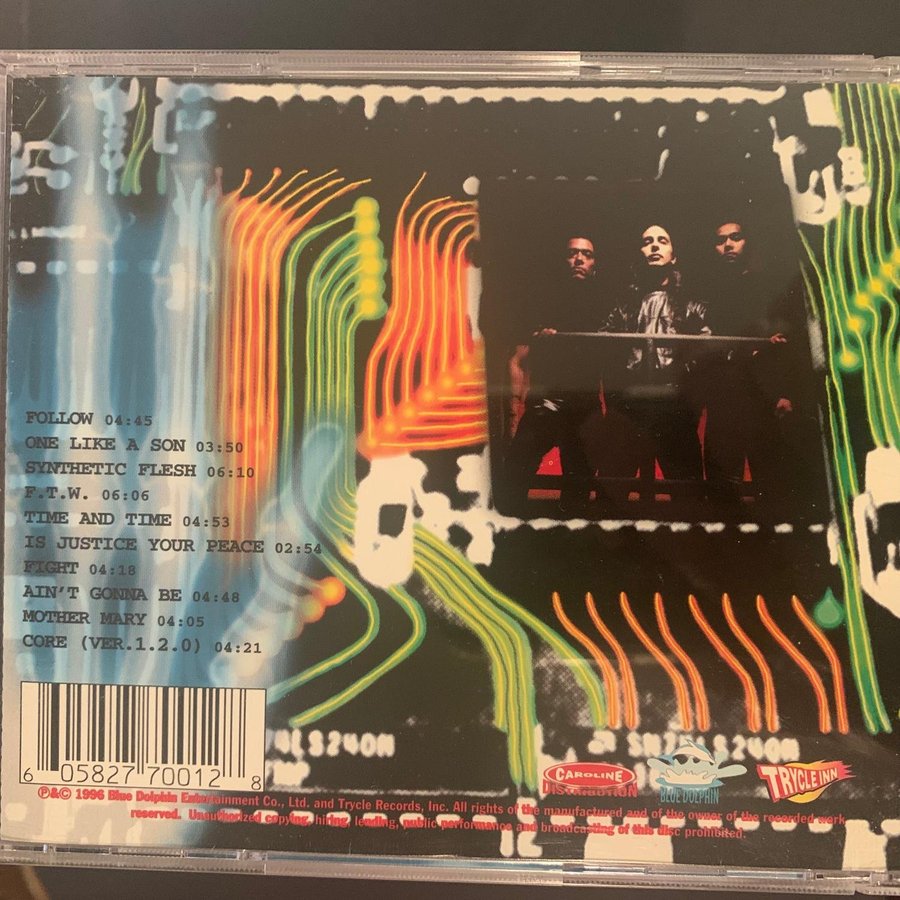 FOLLOW 04:45
ONE LIKE A SON 03:50
SYNTHETIC FLESH 06:10
F.T.W. 06:06
TIME AND TIME 04:53
IS JUSTICE YOUR PEACE 02:54
FIGHT 04:18
AIN'T GONNA BE 04:48
MOTHER MARY 04:05
CORE (VER.1.2.0) 04:21
74LS240N
SN75LS240N
6 05827 70012 8
CAROLINE
DISTRIBUTION
BLUE DOLPHIN
TRYCLE INN
℗&© 1996 Blue Dolphin Entertainment Co., Ltd. and Trycle Records, Inc. All rights of the manufactured and of the owner of the recorded work
reserved. Unauthorized copying, hiring, lending, public performance and broadcasting of this disc prohibited.